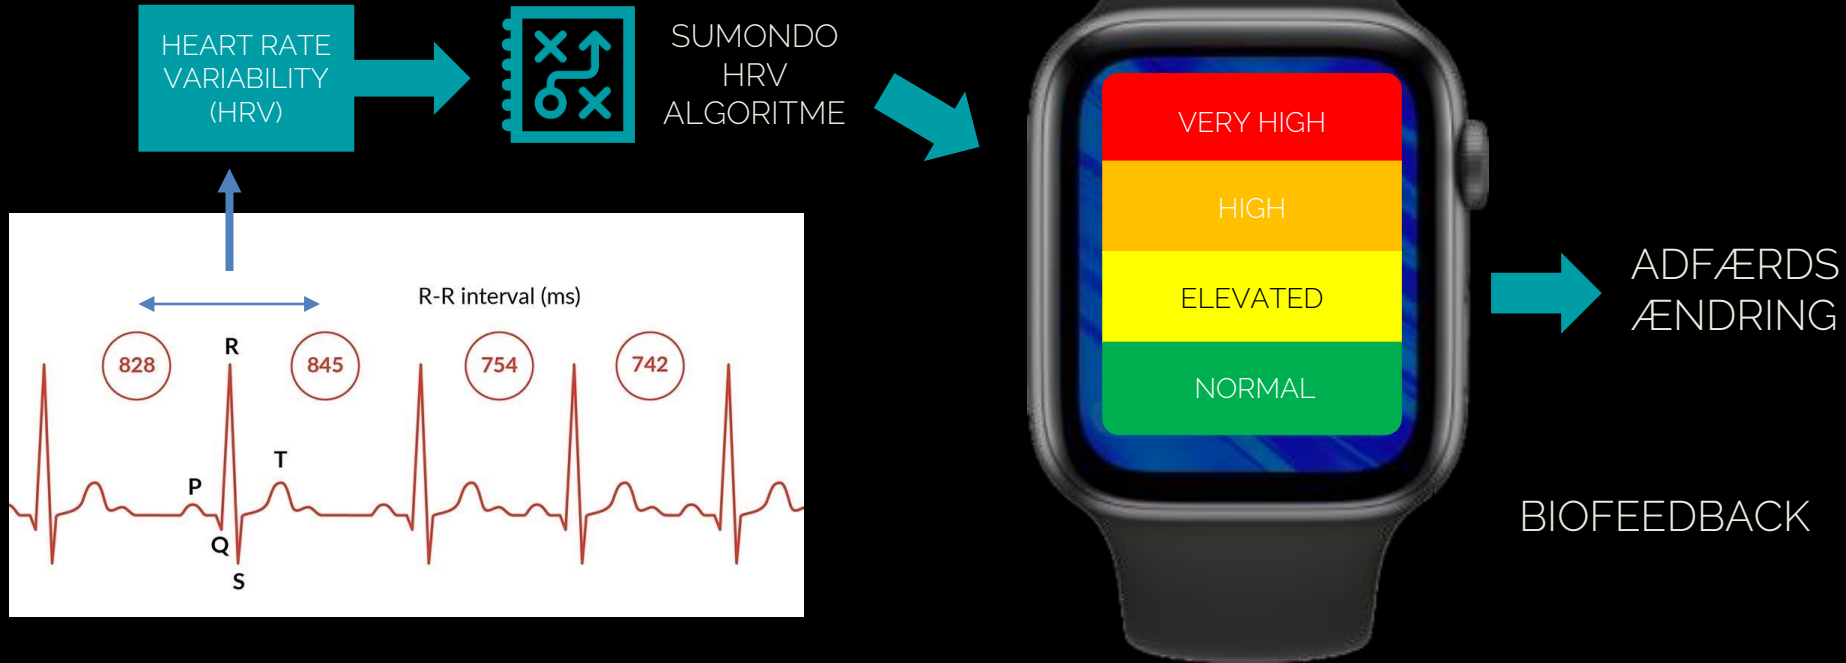 HEART RATE
VARIABILITY
(HRV)
SUMONDO
HRV
ALGORITME
VERY HIGH
HIGH
ELEVATED
NORMAL
ADFÆRDS
ÆNDRING
BIOFEEDBACK
R-R interval (ms)
828
R
845
754
742
P
T
Q
S